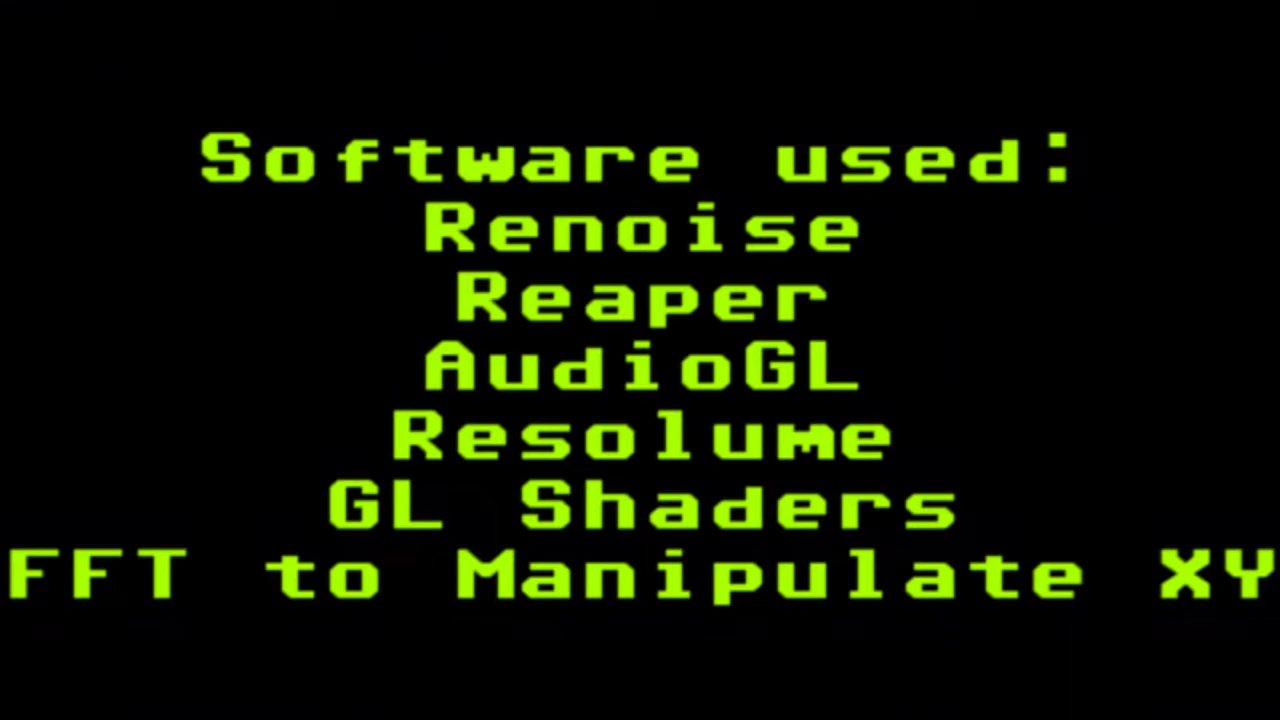 Software used:
Renoise
Reaper
AudioGL
Resolume
GL Shaders
FFT to Manipulate XY